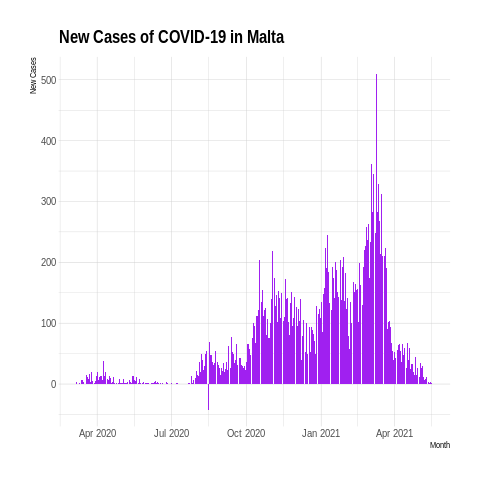 New Cases of COVID-19 in Malta
New Cases
500
400
300
200
100
0
Apr 2020
Jul 2020
Oct 2020
Jan 2021
Apr 2021
Month